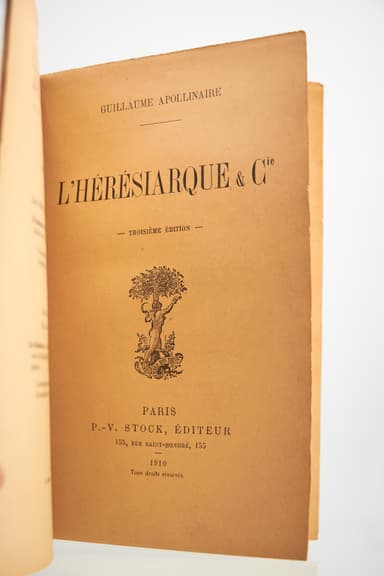 GUILLAUME APOLLINAIRE
L'HÉRÉSIARQUE & Cie
— TROISIÈME ÉDITION —
PARIS
P.-V. STOCK, ÉDITEUR
155, RUE SAINT-HONORÉ, 155
1910
Tous droits réservés.